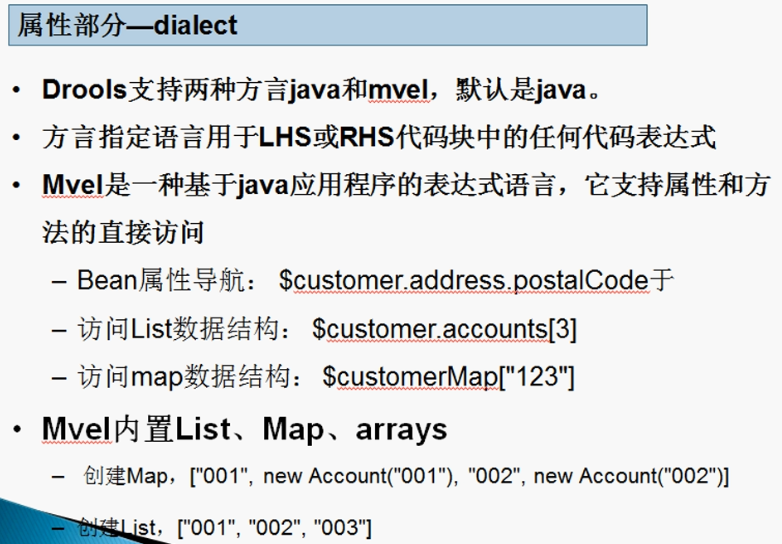 属性部分—dialect
• Drools支持两种方言java和mvel，默认是java。
• 方言指定语言用于LHS或RHS代码块中的任何代码表达式
• Mvel是一种基于java应用程序的表达式语言，它支持属性和方
法的直接访问
– Bean属性导航： $customer.address.postalCode于
– 访问List数据结构： $customer.accounts[3]
– 访问map数据结构： $customerMap["123"]
• Mvel内置List、Map、arrays
– 创建Map，["001", new Account("001"), "002", new Account("002")]
– 创建List，["001", "002", "003"]